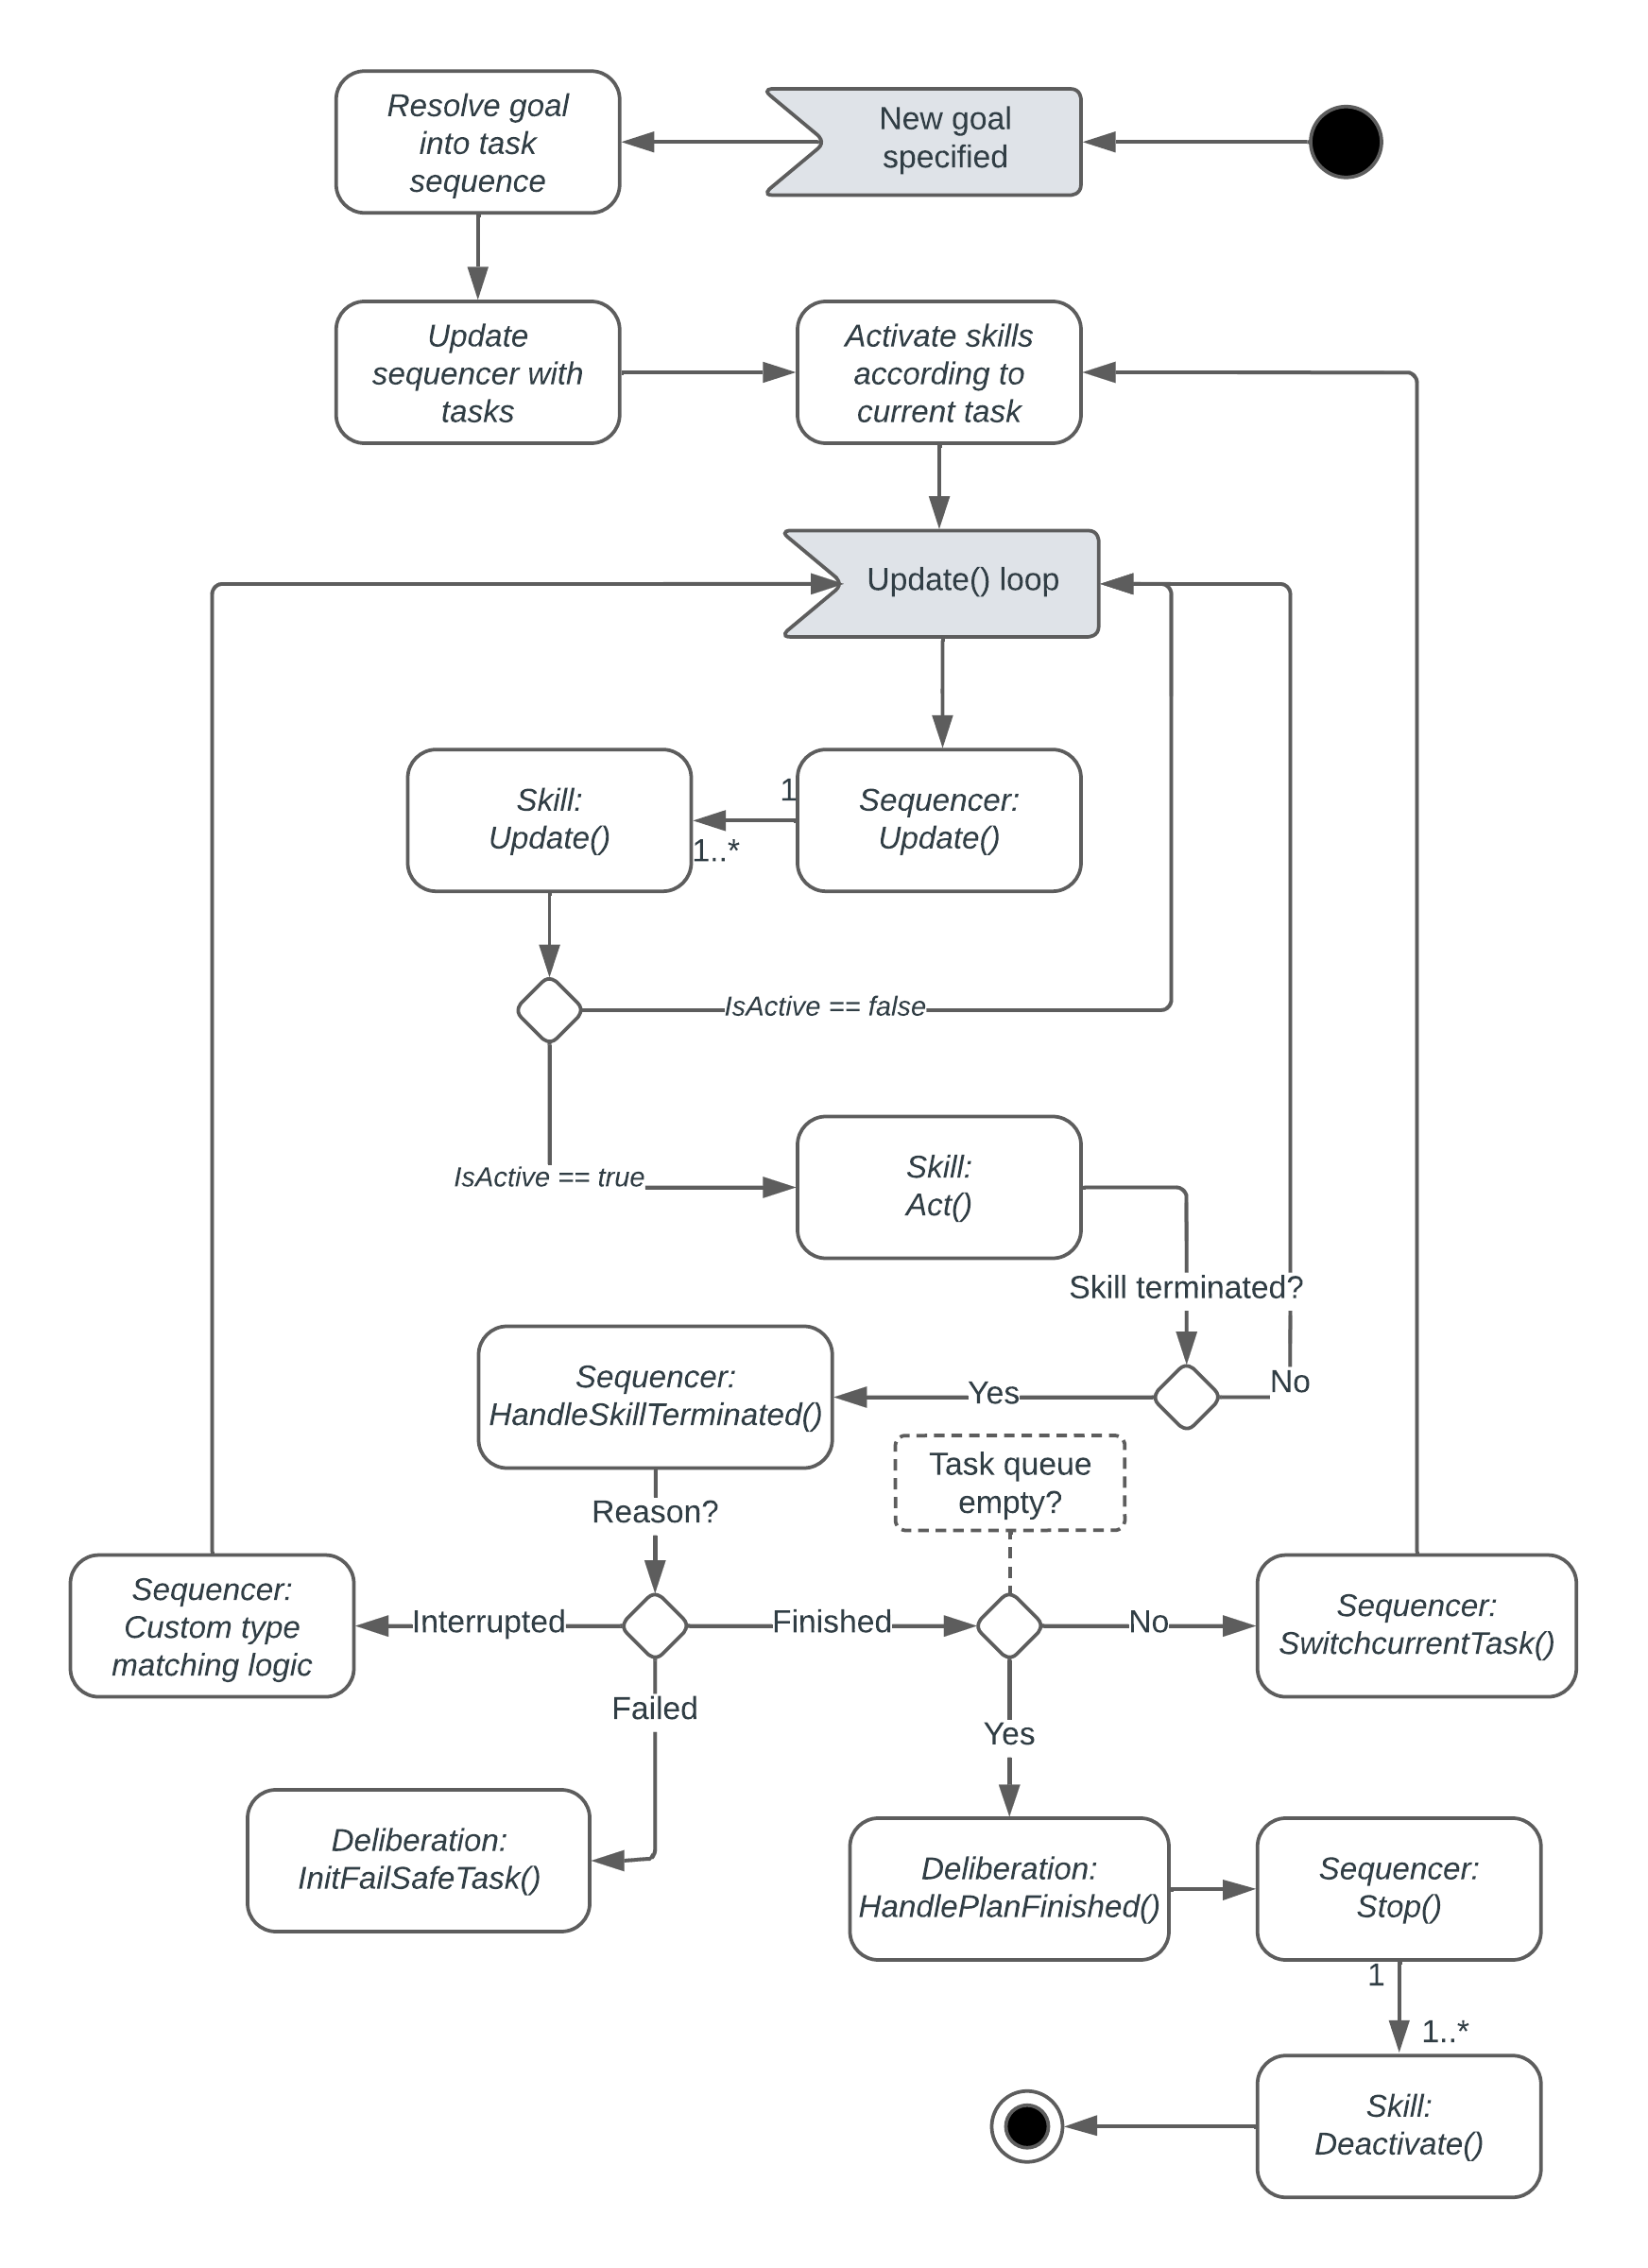 Resolve goal
into task
sequence
New goal
specified
Update
sequencer with
tasks
Activate skills
according to
current task
Update() loop
Skill:
Update()
1
1..*
Sequencer:
Update()
IsActive == false
IsActive == true
Skill:
Act()
Skill terminated?
Sequencer:
HandleSkillTerminated()
Yes
No
Task queue
empty?
Reason?
Sequencer:
Custom type
matching logic
Interrupted
Finished
No
Sequencer:
SwitchcurrentTask()
Failed
Yes
Deliberation:
InitFailSafeTask()
Deliberation:
HandlePlanFinished()
Sequencer:
Stop()
1
1..*
Skill:
Deactivate()